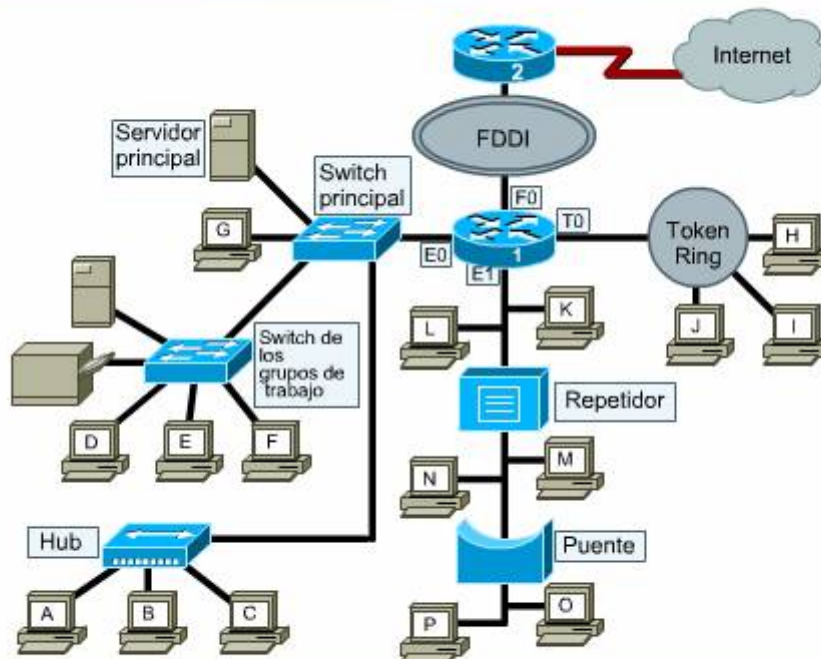 2
Internet
FDDI
Servidor
principal
Switch
principal
G
F0
E0
1
T0
E1
Token
Ring
H
J
I
L
K
Switch de
los
grupos de
trabajo
Repetidor
D
E
F
N
M
Hub
Puente
A
B
C
P
O